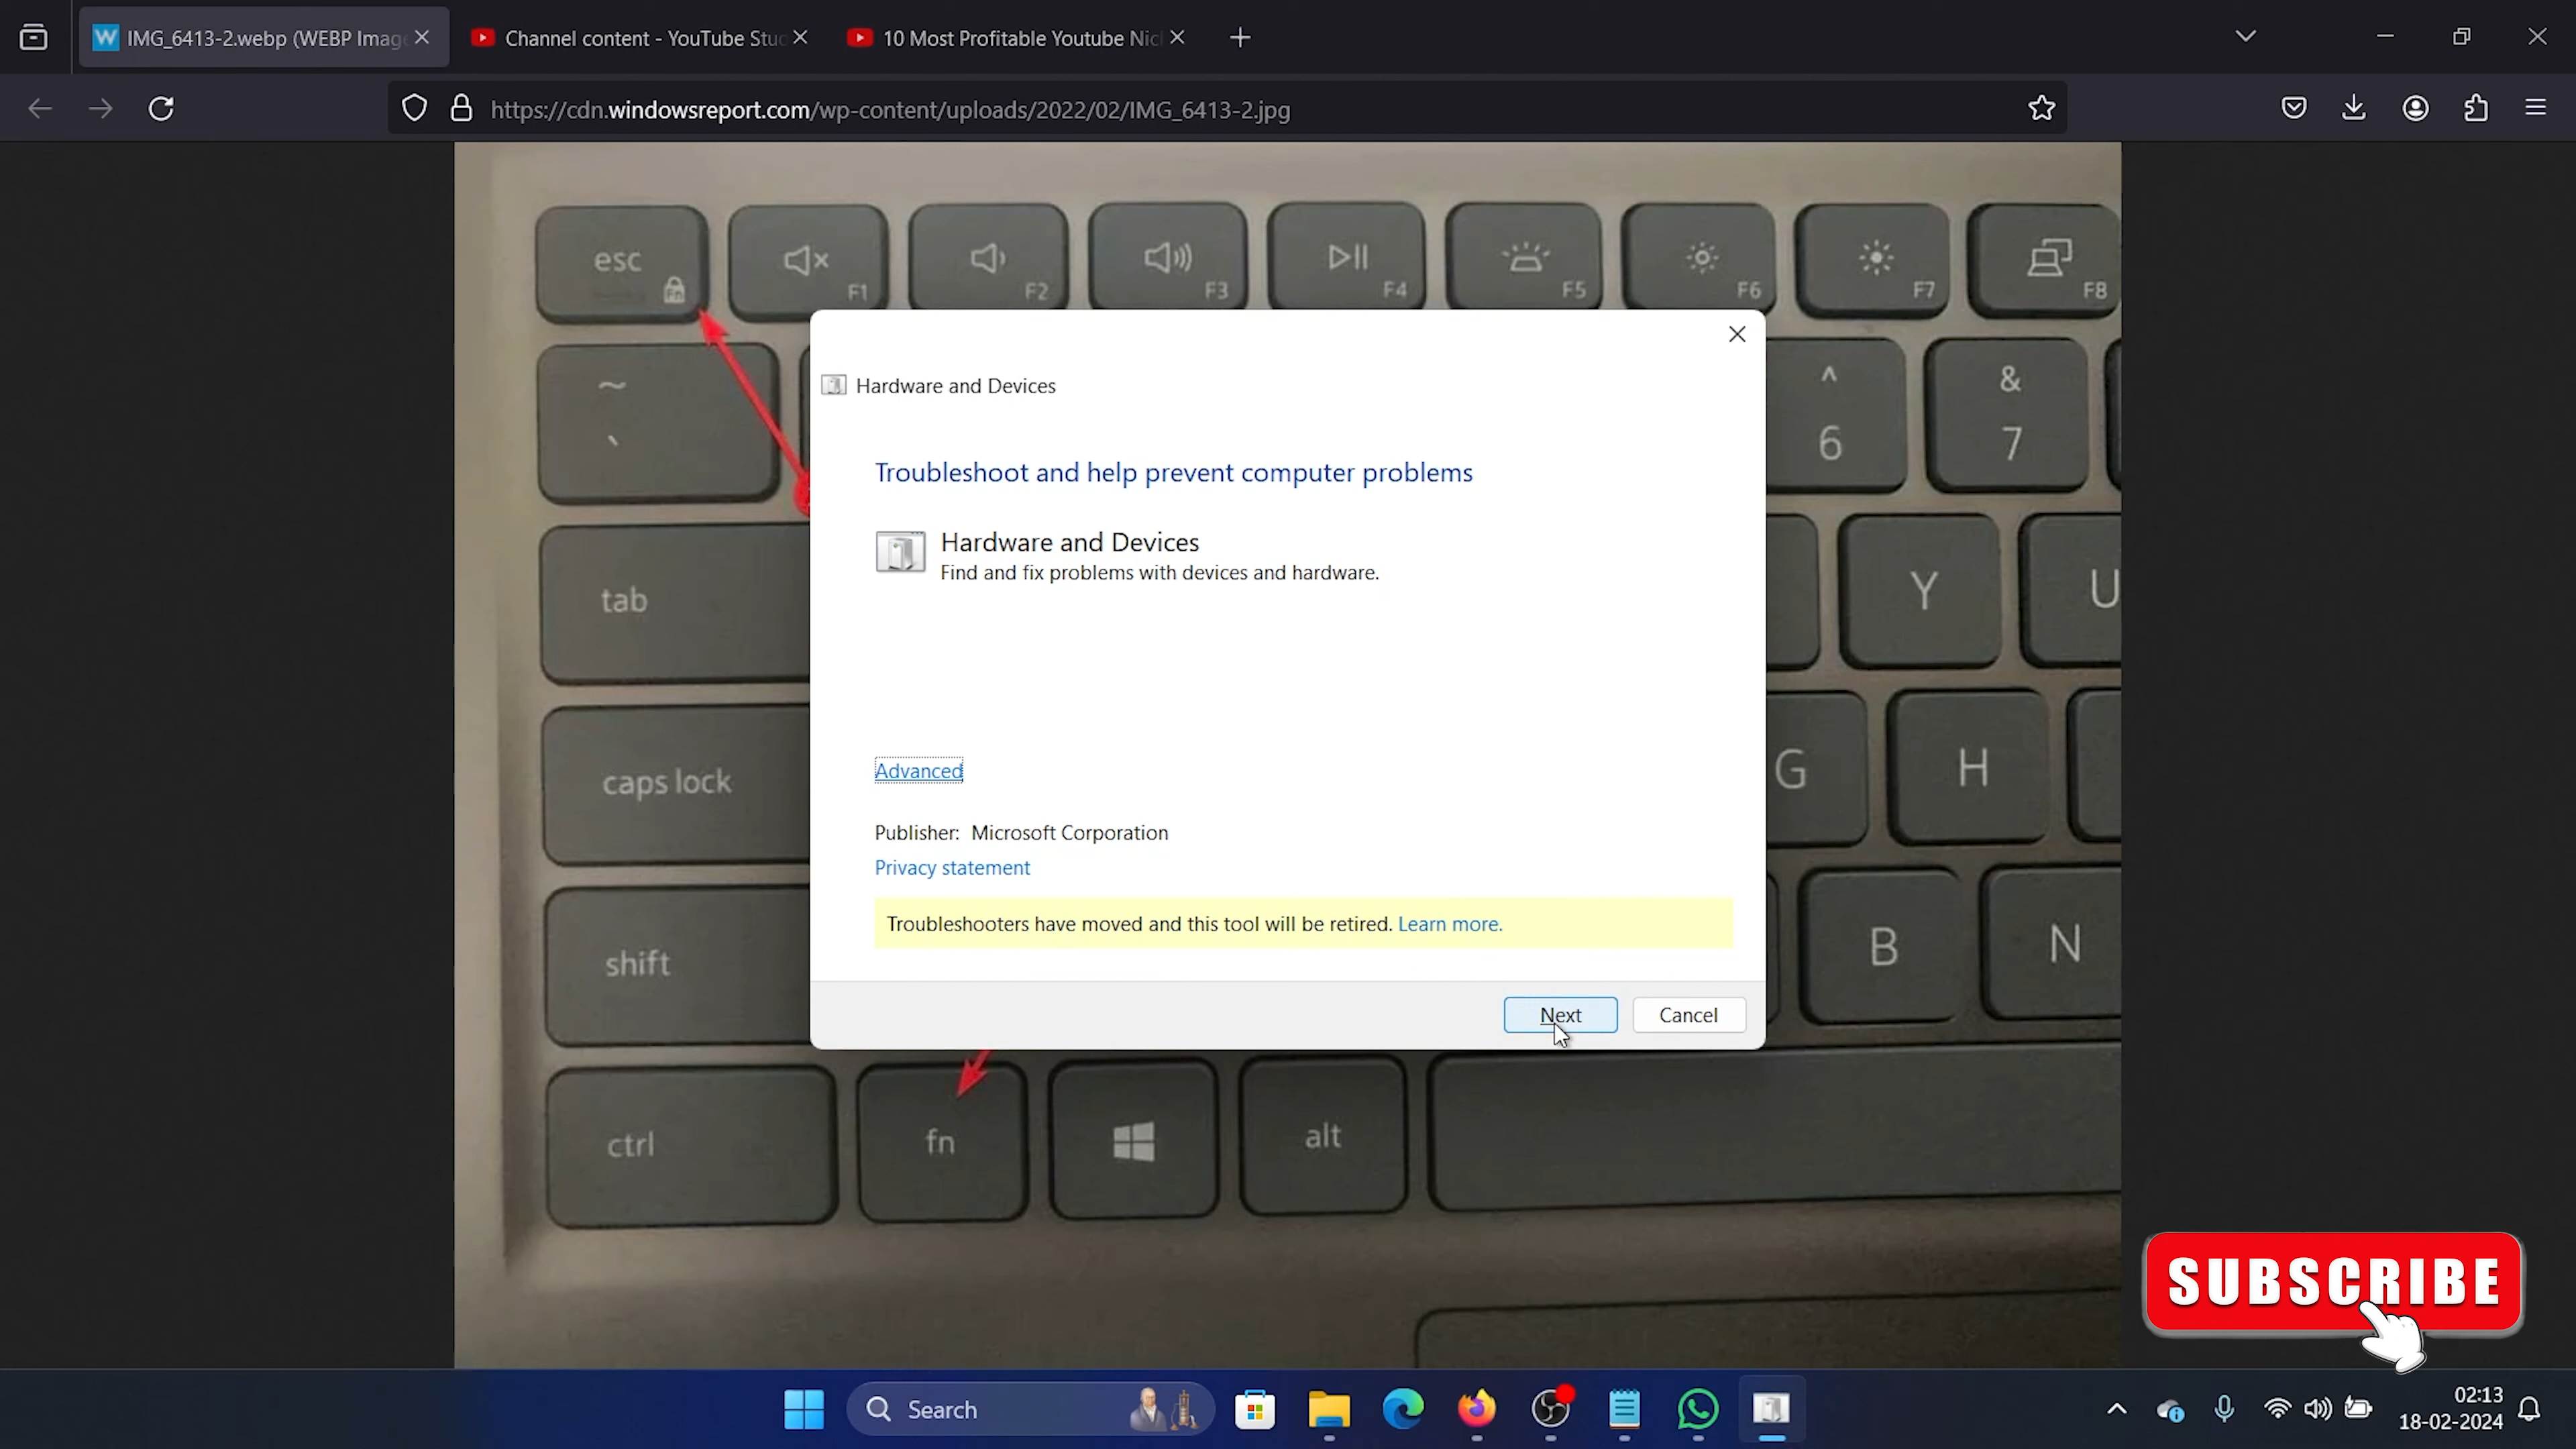 IMG_6413-2.webp (WEBP Imag
Channel content - YouTube Stu
10 Most Profitable Youtube Nic
https://cdn.windowsreport.com/wp-content/uploads/2022/02/IMG_6413-2.jpg
esc
Fn
F1
F2
F3
F4
F5
F6
F7
F8
~
`
^
6
&
7
tab
Y
U
caps lock
G
H
shift
B
N
ctrl
fn
alt
Hardware and Devices
Troubleshoot and help prevent computer problems
Hardware and Devices
Find and fix problems with devices and hardware.
Advanced
Publisher: Microsoft Corporation
Privacy statement
Troubleshooters have moved and this tool will be retired. Learn more.
Next
Cancel
SUBSCRIBE
Search
02:13
18-02-2024